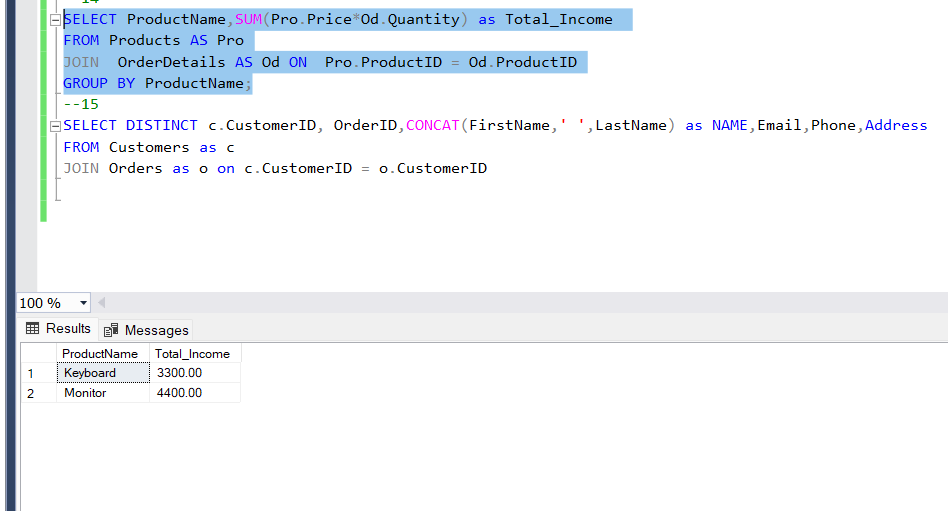 SELECT ProductName,SUM(Pro.Price*Od.Quantity) as Total_Income
FROM Products AS Pro
JOIN  OrderDetails AS Od ON  Pro.ProductID = Od.ProductID
GROUP BY ProductName;
--15
SELECT DISTINCT c.CustomerID, OrderID,CONCAT(FirstName,' ',LastName) as NAME,Email,Phone,Address
FROM Customers as c
JOIN Orders as o on c.CustomerID = o.CustomerID
100 %
Results Messages
ProductName Total_Income
1 Keyboard 3300.00
2 Monitor 4400.00